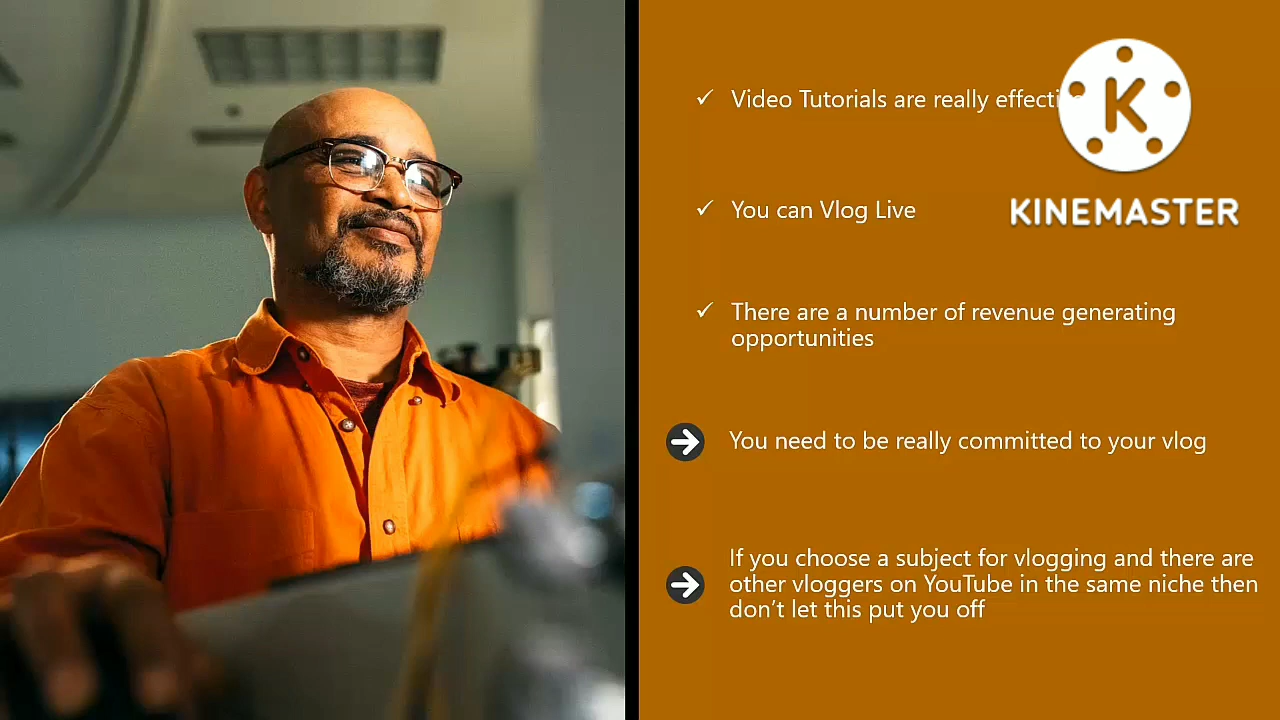 Video Tutorials are really
You can Vlog Live
There are a number of revenue generating
opportunities
You need to be really committed to your vlog
If you choose a subject for vlogging and there are
other vloggers on YouTube in the same niche then
don’t let this put you off
K
KINEMASTER